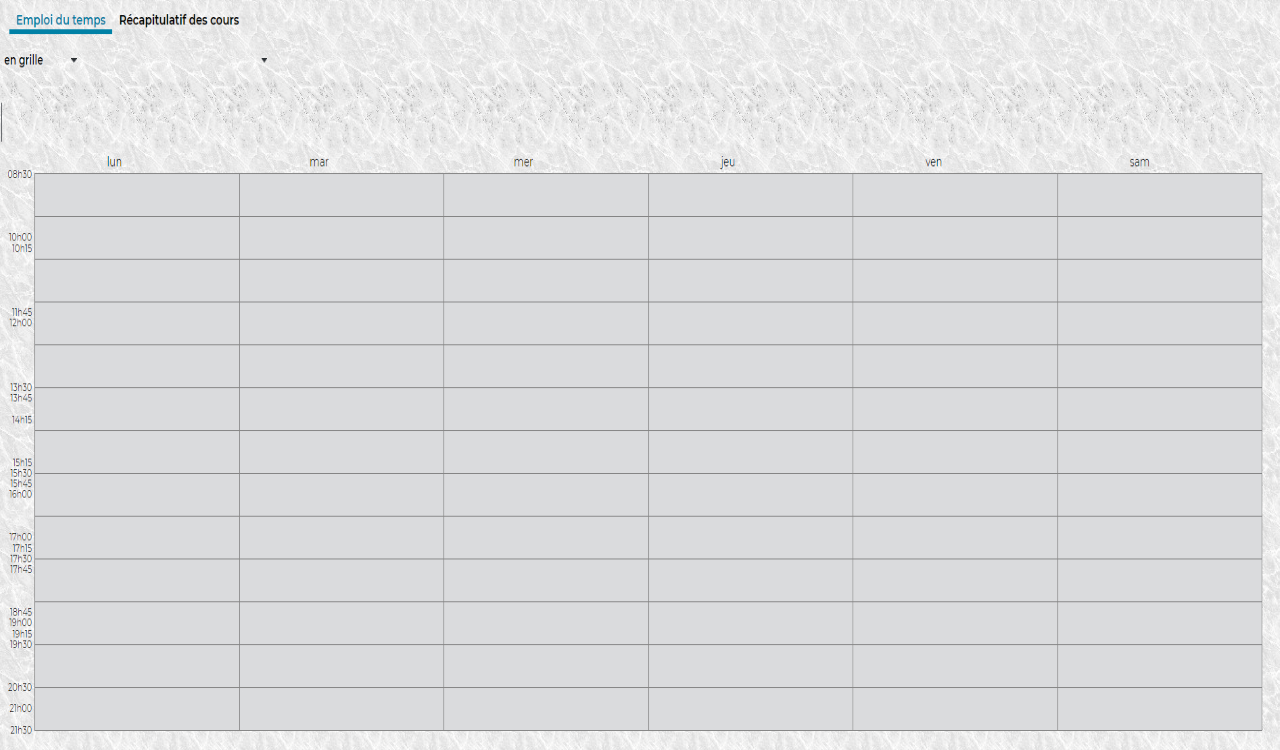 Emploi du temps Récapitulatif des cours
en grille
lun mar mer jeu ven sam
08h30
10h00
10h15
11h45
12h00
13h30
13h45
14h15
15h15
15h30
15h45
16h00
17h00
17h15
17h30
17h45
18h45
19h00
19h15
19h30
20h30
21h00
21h30